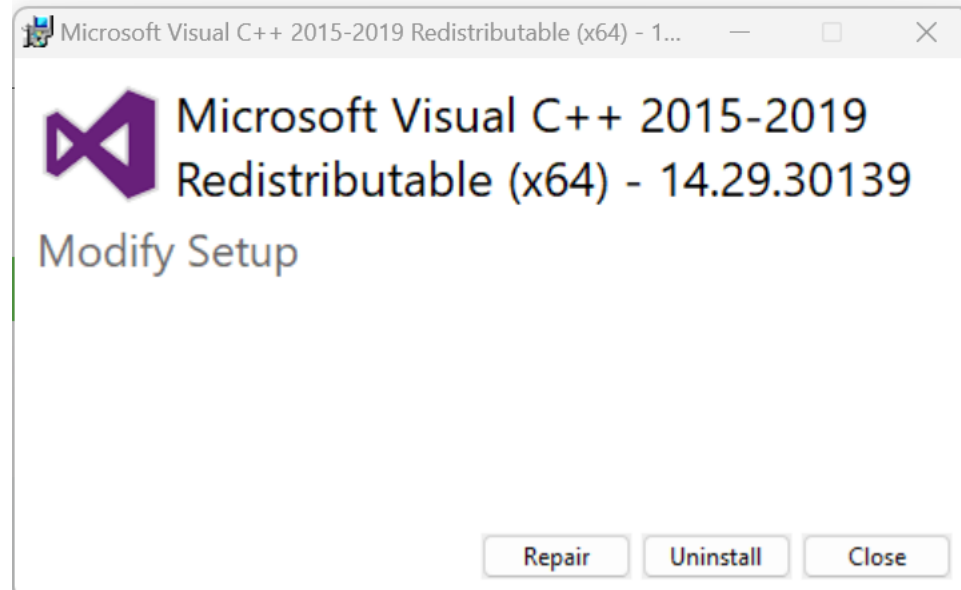 Microsoft Visual C++ 2015-2019 Redistributable (x64) - 1...
Microsoft Visual C++ 2015-2019
Redistributable (x64) - 14.29.30139
Modify Setup
Repair Uninstall Close